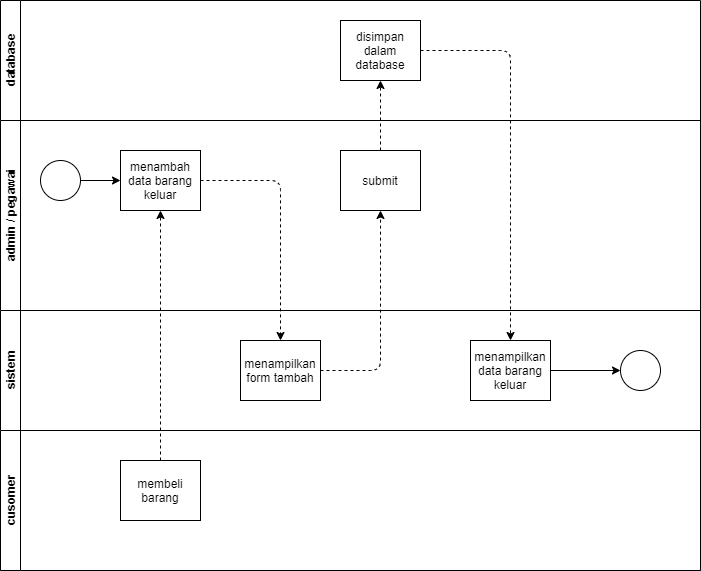 database
disimpan
dalam
database
admin / pegawai
menambah
data barang
keluar
submit
sistem
menampilkan
form tambah
menampilkan
data barang
keluar
cusomer
membeli
barang